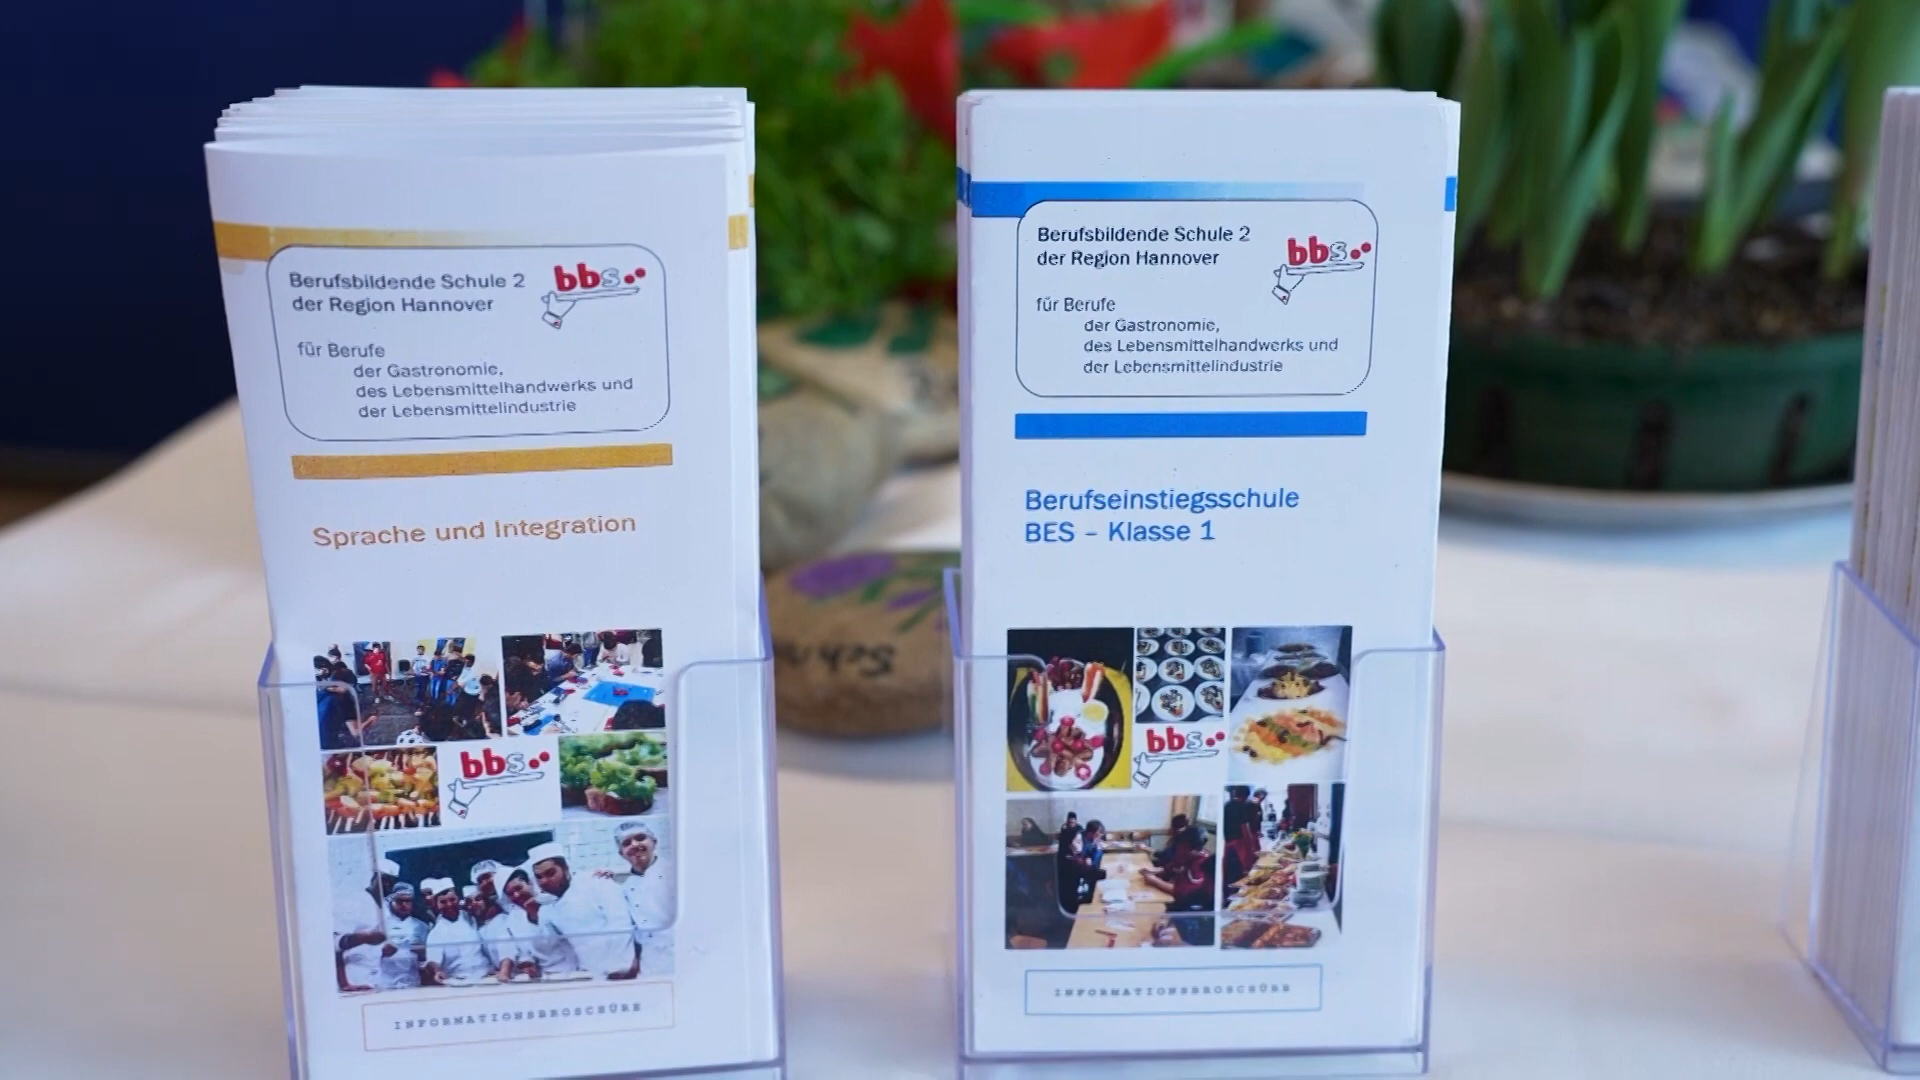 Berufsbildende Schule 2
der Region Hannover
bbs
für Berufe
der Gastronomie,
des Lebensmittelhandwerks und
der Lebensmittelindustrie
Sprache und Integration
bbs
INFORMATIONSBROSCHÜRE
Berufsbildende Schule 2
der Region Hannover
bbs
für Berufe
der Gastronomie,
des Lebensmittelhandwerks und
der Lebensmittelindustrie
Berufseinstiegsschule
BES – Klasse 1
bbs
INFORMATIONSBROSCHÜRE